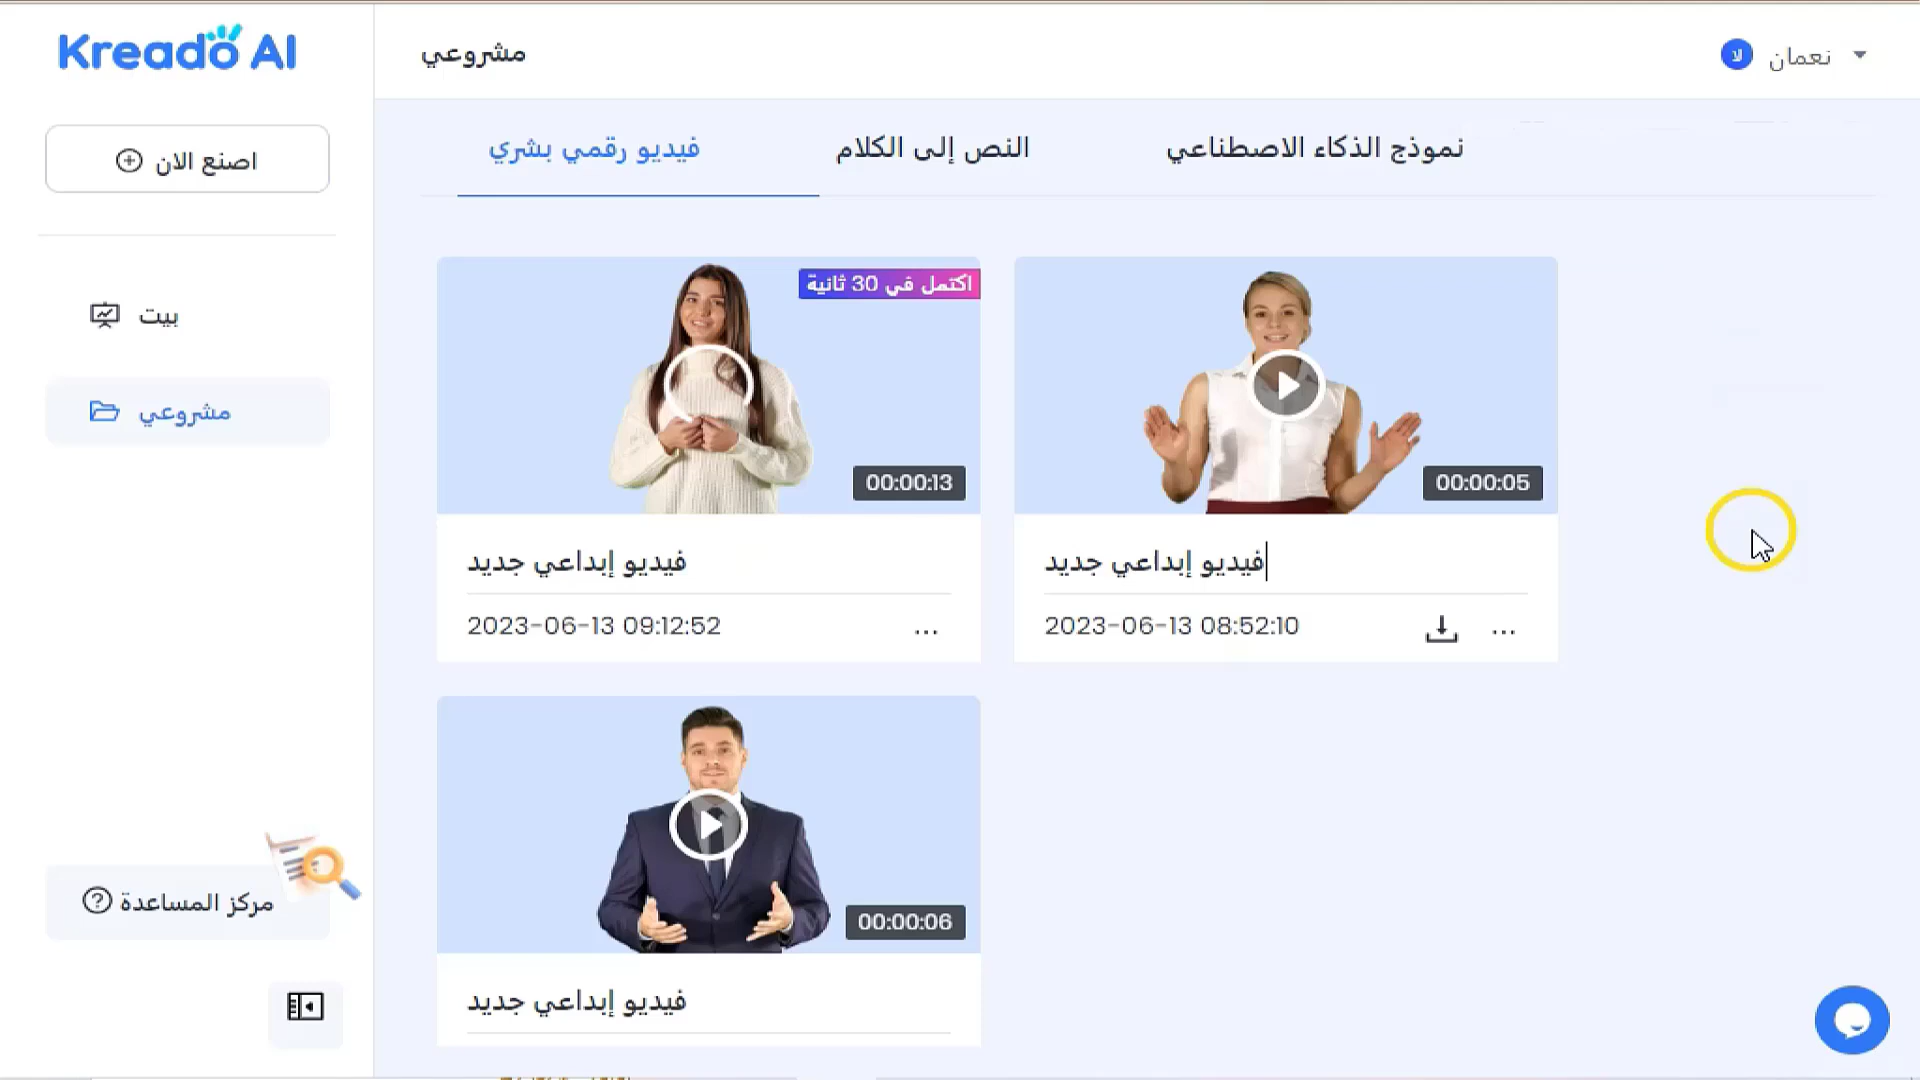 Kreado AI
مشروعي
نعمان
لا
اصنع الان
فيديو رقمي بشري
النص إلى الكلام
نموذج الذكاء الاصطناعي
بيت
مشروعي
مركز المساعدة
اكتمل في 30 ثانية
00:00:13
00:00:05
فيديو إبداعي جديد
فيديو إبداعي جديد
2023-06-13 09:12:52
...
2023-06-13 08:52:10
...
00:00:06
فيديو إبداعي جديد